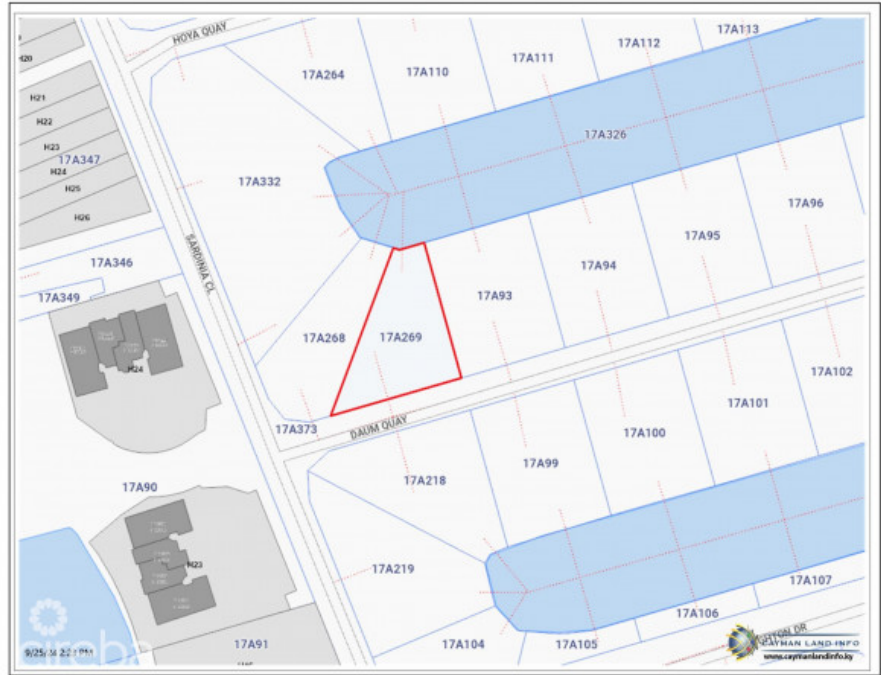 HOYA QUAY
17A113
17A112
17A111
17A110
17A264
H20
H21
H22
H23
17A347
H24
H25
H26
17A326
17A332
17A96
17A95
17A94
17A93
SARDINIA CL
17A346
17A349
17A268
17A269
H24
17A373
DAUM QUAY
17A102
17A101
17A100
17A99
17A218
17A90
17A219
H23
17A107
17A106
17A105
17A104
17A91
CAYMAN LAND INFO
www.caymanlandinfo.ky